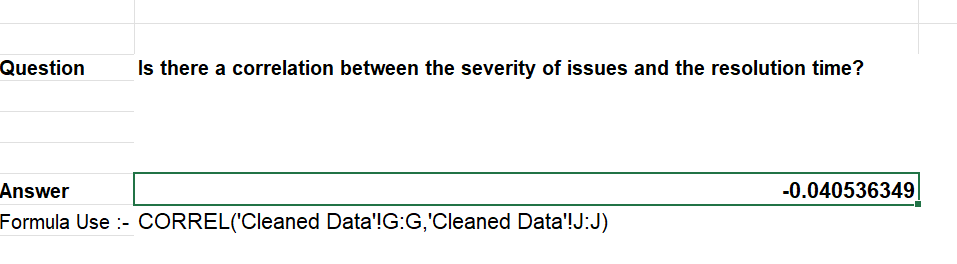 Question Is there a correlation between the severity of issues and the resolution time?
Answer -0.040536349
Formula Use :- CORREL('Cleaned Data'!G:G,'Cleaned Data'!J:J)